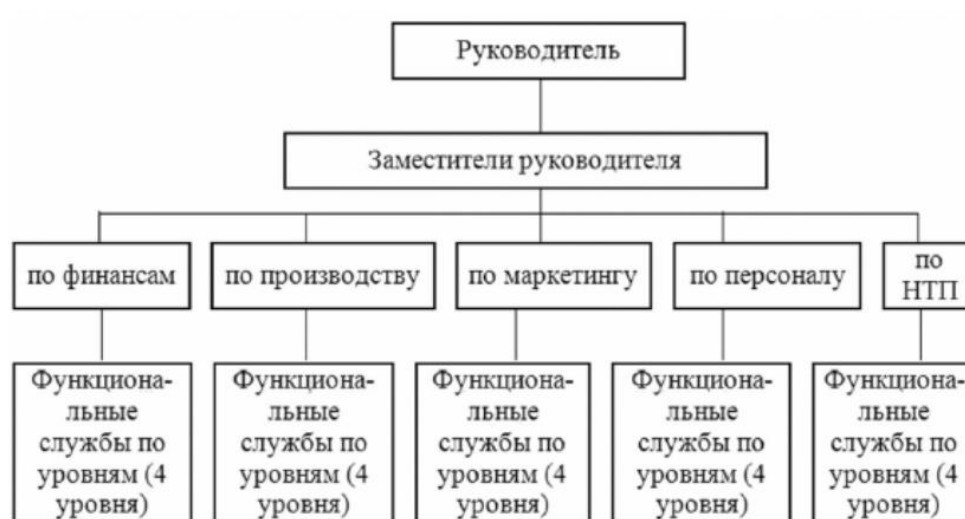 Руководитель
Заместители руководителя
по финансам
по производству
по маркетингу
по персоналу
по
НТП
Функциона-
льные
службы по
уровням (4
уровня)
Функциона-
льные
службы по
уровням (4
уровня)
Функциона-
льные
службы по
уровням (4
уровня)
Функциона-
льные
службы по
уровням (4
уровня)
Функциона-
льные
службы по
уровням (4
уровня)